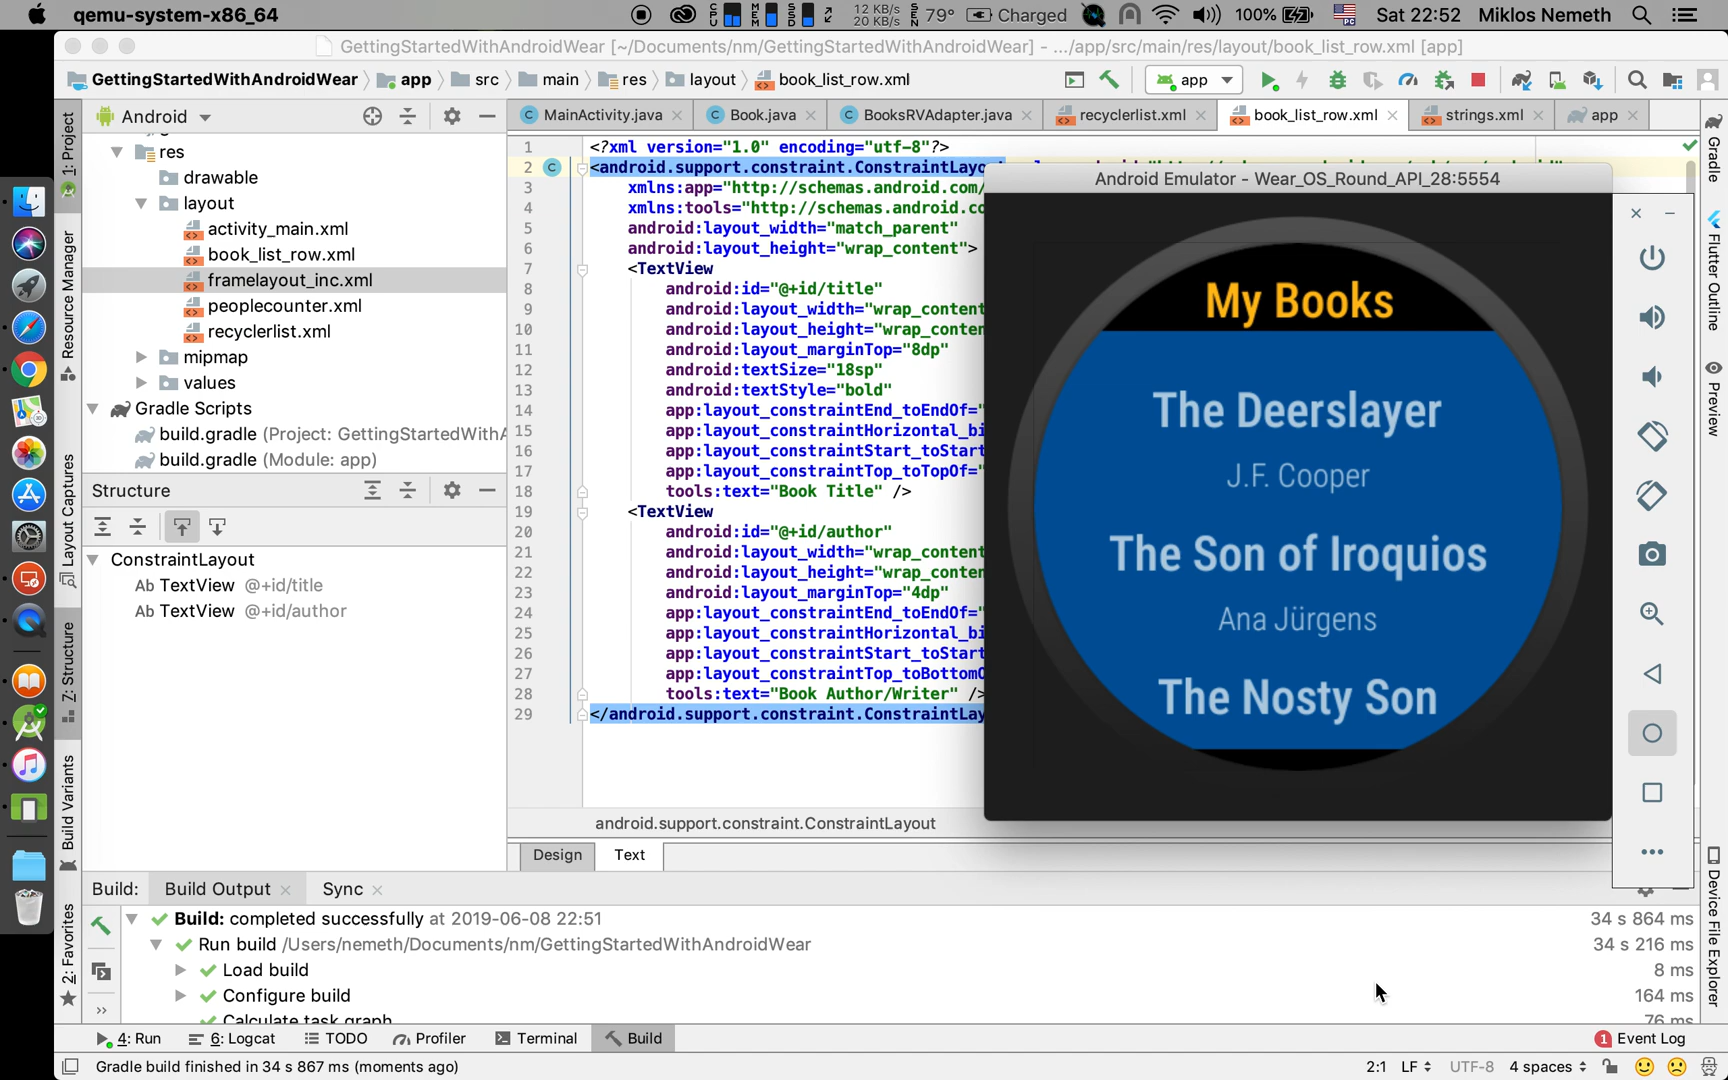 qemu-system-x86_64
12 KB/s
20 KB/s
79° Charged 100% Sat 22:52 Miklos Nemeth
GettingStartedWithAndroidWear [~/Documents/nm/GettingStartedWithAndroidWear] - .../app/src/main/res/layout/book_list_row.xml [app]
GettingStartedWithAndroidWear app src main res layout book_list_row.xml app
Android
MainActivity.java Book.java BooksRVAdapter.java recyclerlist.xml book_list_row.xml strings.xml app
res
drawable
layout
activity_main.xml
book_list_row.xml
framelayout_inc.xml
peoplecounter.xml
recyclerlist.xml
mipmap
values
Gradle Scripts
build.gradle (Project: GettingStartedWithA
build.gradle (Module: app)
Structure
ConstraintLayout
Ab TextView @+id/title
Ab TextView @+id/author
1: Project
Resource Manager
Layout Captures
Z: Structure
Build Variants
2: Favorites
1 <?xml version="1.0" encoding="utf-8"?>
2 <android.support.constraint.ConstraintLayo
3 xmlns:app="http://schemas.android.com/
4 xmlns:tools="http://schemas.android.co
5 android:layout_width="match_parent"
6 android:layout_height="wrap_content">
7 <TextView
8 android:id="@+id/title"
9 android:layout_width="wrap_content
10 android:layout_height="wrap_conten
11 android:layout_marginTop="8dp"
12 android:textSize="18sp"
13 android:textStyle="bold"
14 app:layout_constraintEnd_toEndOf="
15 app:layout_constraintHorizontal_bi
16 app:layout_constraintStart_toStart
17 app:layout_constraintTop_toTopOf="
18 tools:text="Book Title" />
19 <TextView
20 android:id="@+id/author"
21 android:layout_width="wrap_content
22 android:layout_height="wrap_conten
23 android:layout_marginTop="4dp"
24 app:layout_constraintEnd_toEndOf="
25 app:layout_constraintHorizontal_bi
26 app:layout_constraintStart_toStart
27 app:layout_constraintTop_toBottomO
28 tools:text="Book Author/Writer" />
29 </android.support.constraint.ConstraintLay
android.support.constraint.ConstraintLayout
Design Text
Android Emulator - Wear_OS_Round_API_28:5554
My Books
The Deerslayer
J.F. Cooper
The Son of Iroquios
Ana Jürgens
The Nosty Son
Gradle
Flutter Outline
Preview
Device File Explorer
Build: Build Output Sync
Build: completed successfully at 2019-06-08 22:51 34 s 864 ms
Run build /Users/nemeth/Documents/nm/GettingStartedWithAndroidWear 34 s 216 ms
Load build 8 ms
Configure build 164 ms
Calculate task graph 76 ms
4: Run 6: Logcat TODO Profiler Terminal Build 1 Event Log
Gradle build finished in 34 s 867 ms (moments ago) 2:1 LF UTF-8 4 spaces